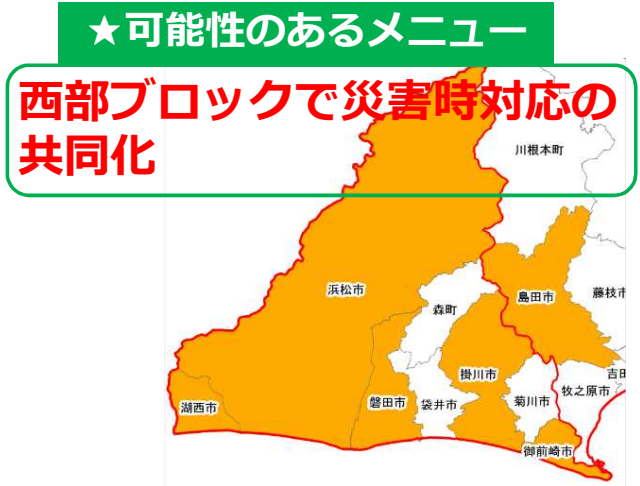 ★可能性のあるメニュー
西部ブロックで災害時対応の
共同化
川根本町
浜松市
島田市
藤枝市
森町
掛川市
吉田
湖西市
磐田市
袋井市
菊川市
牧之原市
御前崎市